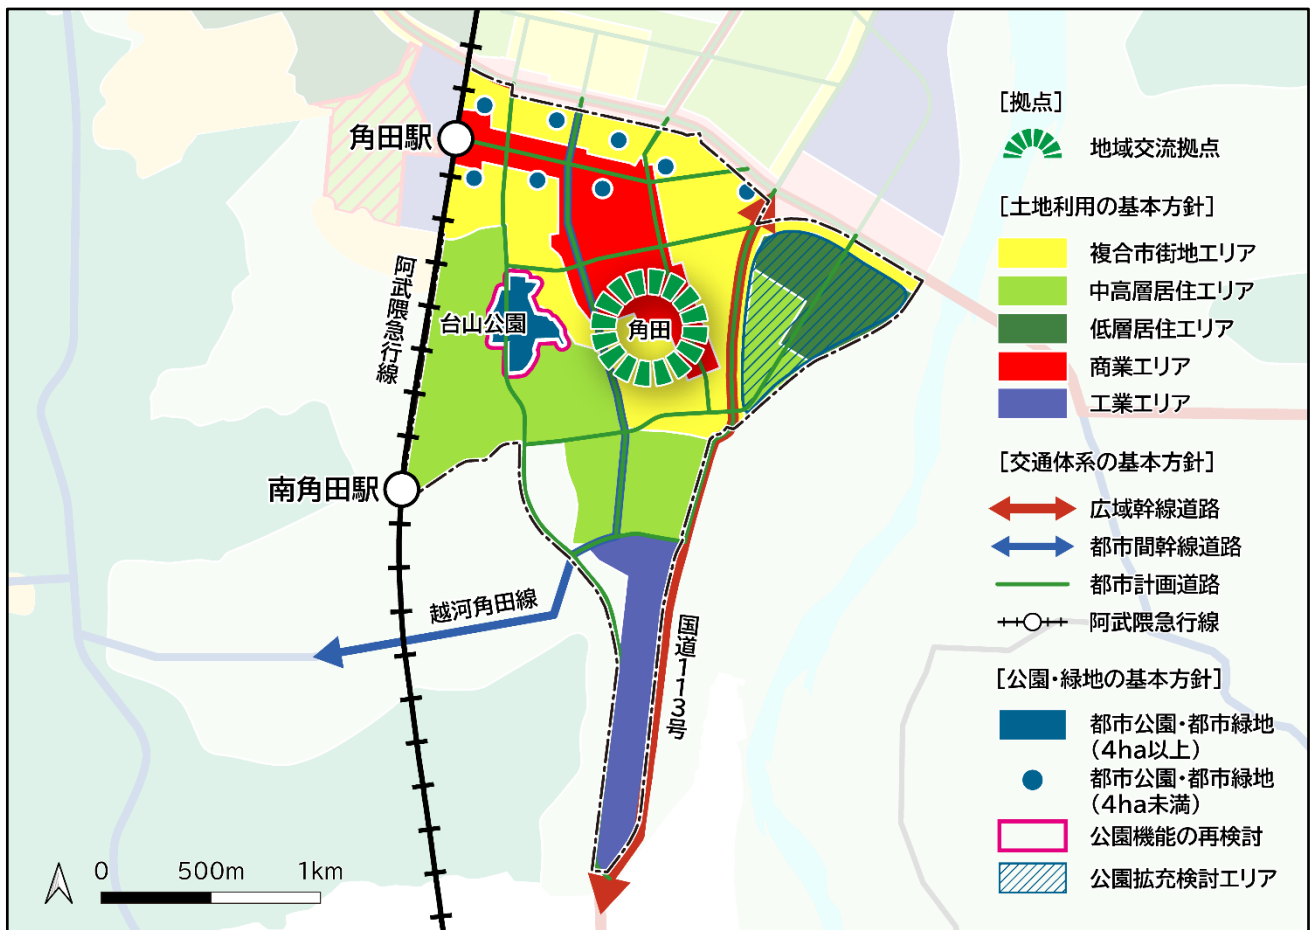 角田駅
阿武隈急行線
台山公園
角田
南角田駅
越河角田線
国道113号
0 500m 1km
［拠点］
地域交流拠点
［土地利用の基本方針］
複合市街地エリア
中高層居住エリア
低層居住エリア
商業エリア
工業エリア
［交通体系の基本方針］
広域幹線道路
都市間幹線道路
都市計画道路
阿武隈急行線
［公園・緑地の基本方針］
都市公園・都市緑地
（4ha以上）
都市公園・都市緑地
（4ha未満）
公園機能の再検討
公園拡充検討エリア